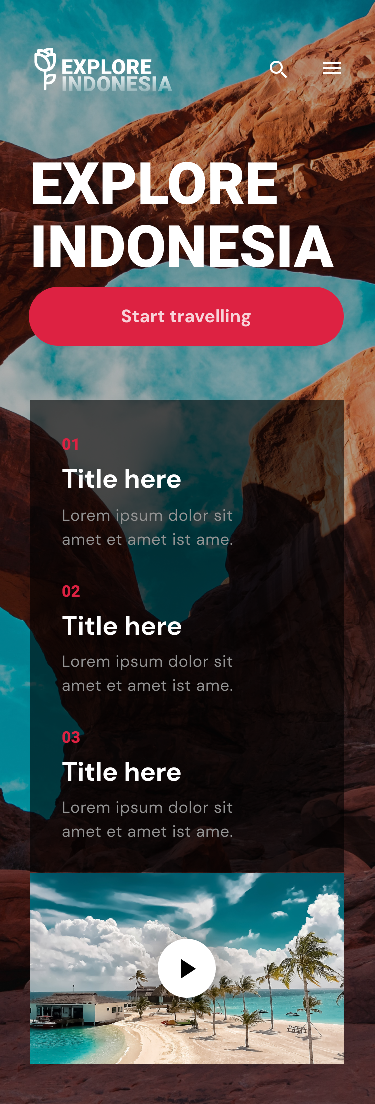 EXPLORE
INDONESIA
EXPLORE
INDONESIA
Start travelling
01
Title here
Lorem ipsum dolor sit
amet et amet ist ame.
02
Title here
Lorem ipsum dolor sit
amet et amet ist ame.
03
Title here
Lorem ipsum dolor sit
amet et amet ist ame.